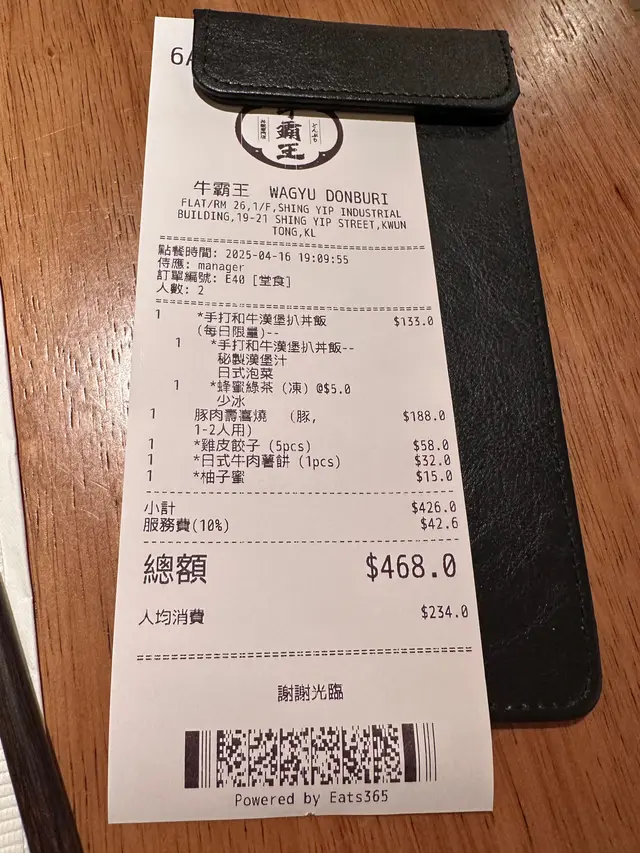 6
霸
王
どんぶり
牛霸王 WAGYU DONBURI
FLAT/RM 26,1/F,SHING YIP INDUSTRIAL
BUILDING,19-21 SHING YIP STREET,KWUN
TONG,KL
點餐時間: 2025-04-16 19:09:55
侍應: manager
訂單編號: E40 [堂食]
人數: 2
1 *手打和牛漢堡扒丼飯 $133.0
(每日限量)--
1 *手打和牛漢堡扒丼飯--
秘製漢堡汁
日式泡菜
1 *蜂蜜綠茶 (凍) @$5.0
少冰
1 豚肉壽喜燒 (豚, $188.0
1-2人用)
1 *雞皮餃子 (5pcs) $58.0
1 *日式牛肉薯餅 (1pcs) $32.0
1 *柚子蜜 $15.0
小計 $426.0
服務費(10%) $42.6
總額 $468.0
人均消費 $234.0
謝謝光臨
Powered by Eats365